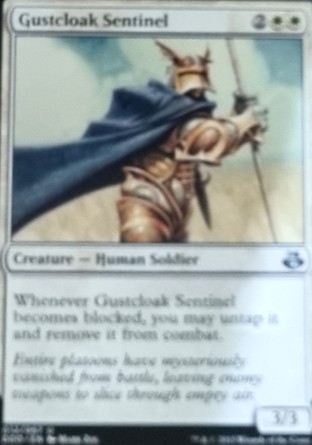 Gustcloak Sentinel 2
Creature — Human Soldier
Whenever Gustcloak Sentinel
becomes blocked, you may untap it
and remove it from combat.
Entire platoons have mysteriously
vanished from battle, leaving enemy
weapons to slice through empty air.
3/3